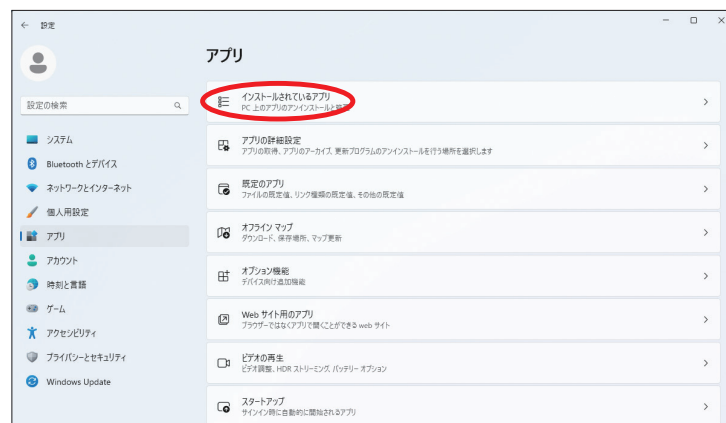 設定
アプリ
設定の検索
システム
Bluetooth とデバイス
ネットワークとインターネット
個人用設定
アプリ
アカウント
時刻と言語
ゲーム
アクセシビリティ
プライバシーとセキュリティ
Windows Update
インストールされているアプリ
PC 上のアプリのアンインストールと
アプリの詳細設定
アプリの取得、アプリのアーカイブ、更新プログラムのアンインストールを行う場所を選択します
既定のアプリ
ファイルの既定値、リンク種類の既定値、その他の既定値
オフライン マップ
ダウンロード、保存場所、マップ更新
オプション機能
デバイス向け追加機能
Web サイト用のアプリ
ブラウザーではなくアプリで開くことができる web サイト
ビデオの再生
ビデオ調整、HDR ストリーミング、バッテリー オプション
スタートアップ
サインイン時に自動的に開始されるアプリ